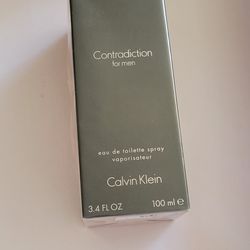 Contradiction
for men
eau de toilette spray
vaporisateur
Calvin Klein
3.4 FL OZ 100 ml e